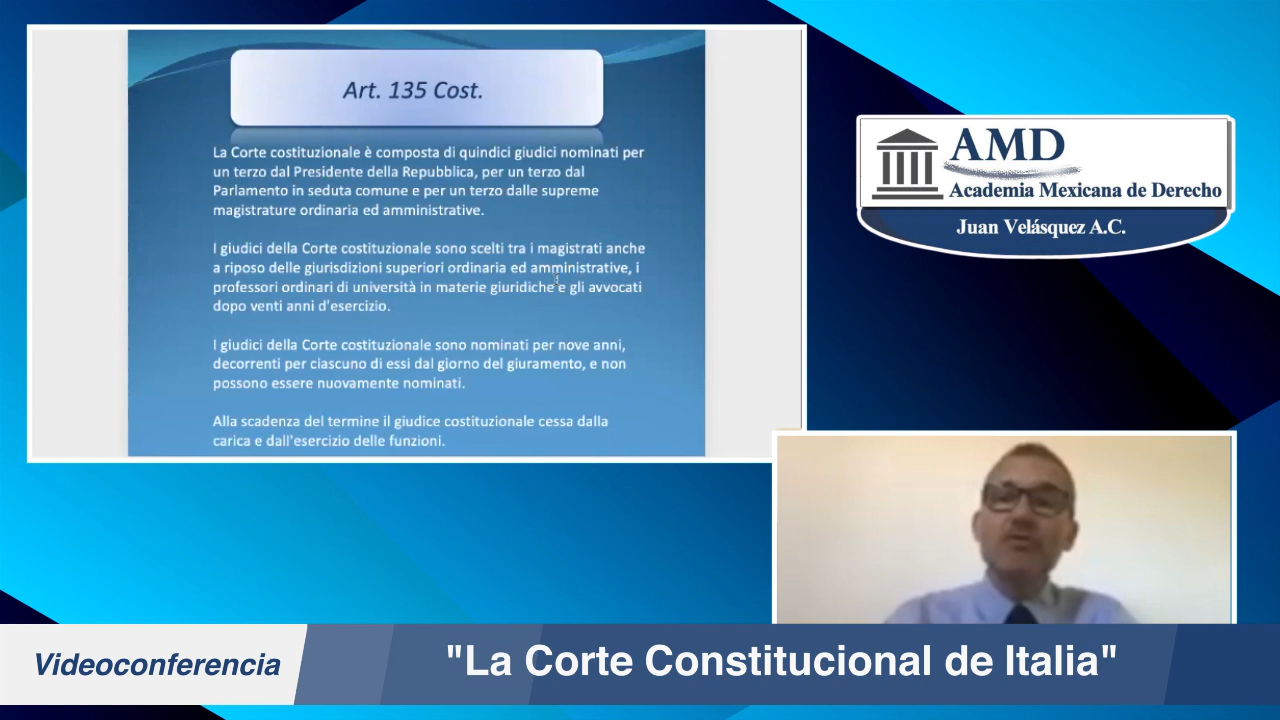 Art. 135 Cost.
La Corte costituzionale è composta di quindici giudici nominati per
un terzo dal Presidente della Repubblica, per un terzo dal
Parlamento in seduta comune e per un terzo dalle supreme
magistrature ordinaria ed amministrative.
I giudici della Corte costituzionale sono scelti tra i magistrati anche
a riposo delle giurisdizioni superiori ordinaria ed amministrative, i
professori ordinari di università in materie giuridiche e gli avvocati
dopo venti anni d'esercizio.
I giudici della Corte costituzionale sono nominati per nove anni,
decorrenti per ciascuno di essi dal giorno del giuramento, e non
possono essere nuovamente nominati.
Alla scadenza del termine il giudice costituzionale cessa dalla
carica e dall'esercizio delle funzioni.
AMD
Academia Mexicana de Derecho
Juan Velásquez A.C.
Videoconferencia
"La Corte Constitucional de Italia"